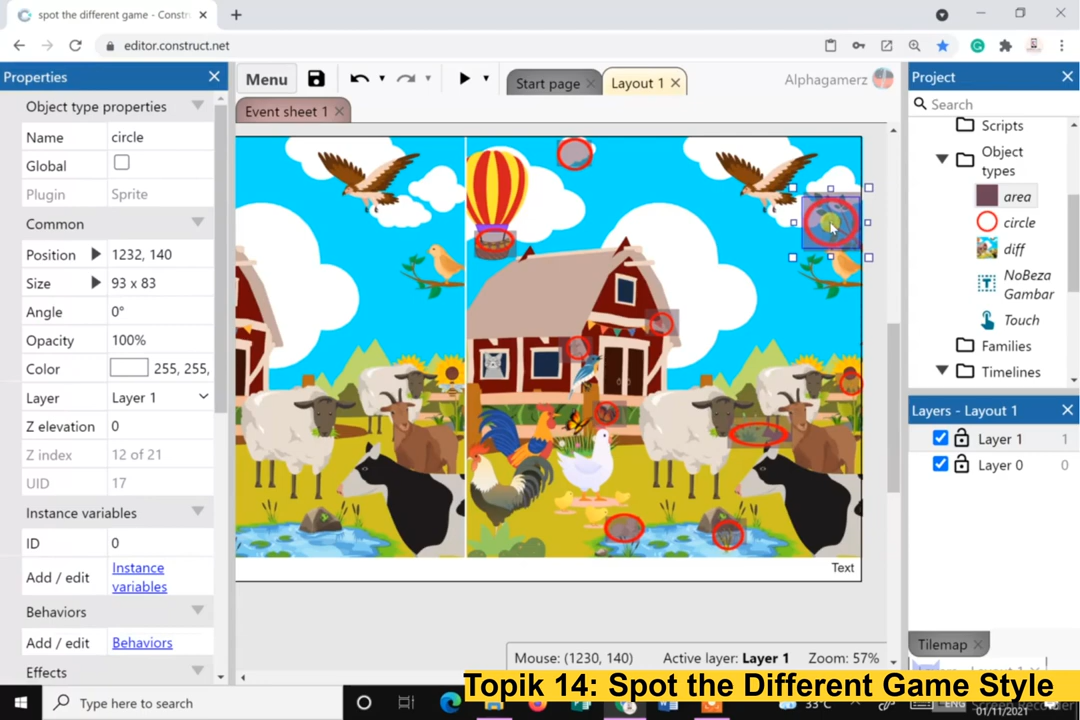 spot the different game - Constru
editor.construct.net
Properties
Menu
Start page
Layout 1
Alphagamerz
Project
Event sheet 1
Search
Object type properties
Name circle
Global
Plugin Sprite
Common
Position 1232, 140
Size 93 x 83
Angure 0°
Opacity 100%
Color 255, 255,
Layer Layer 1
Z elevation 0
Z index 12 of 21
UID 17
Instance variables
ID 0
Add / edit Instance variables
Behaviors
Add / edit Behaviors
Effects
Scripts
Object types
area
circle
diff
NoBeza Gambar
Touch
Families
Timelines
Layers - Layout 1
Layer 1 1
Layer 0 0
Text
Tilemap
Mouse: (1230, 140) Active layer: Layer 1 Zoom: 57%
Topik 14: Spot the Different Game Style
Type here to search
33°C
ENG
01/11/2021
Screen Recorder